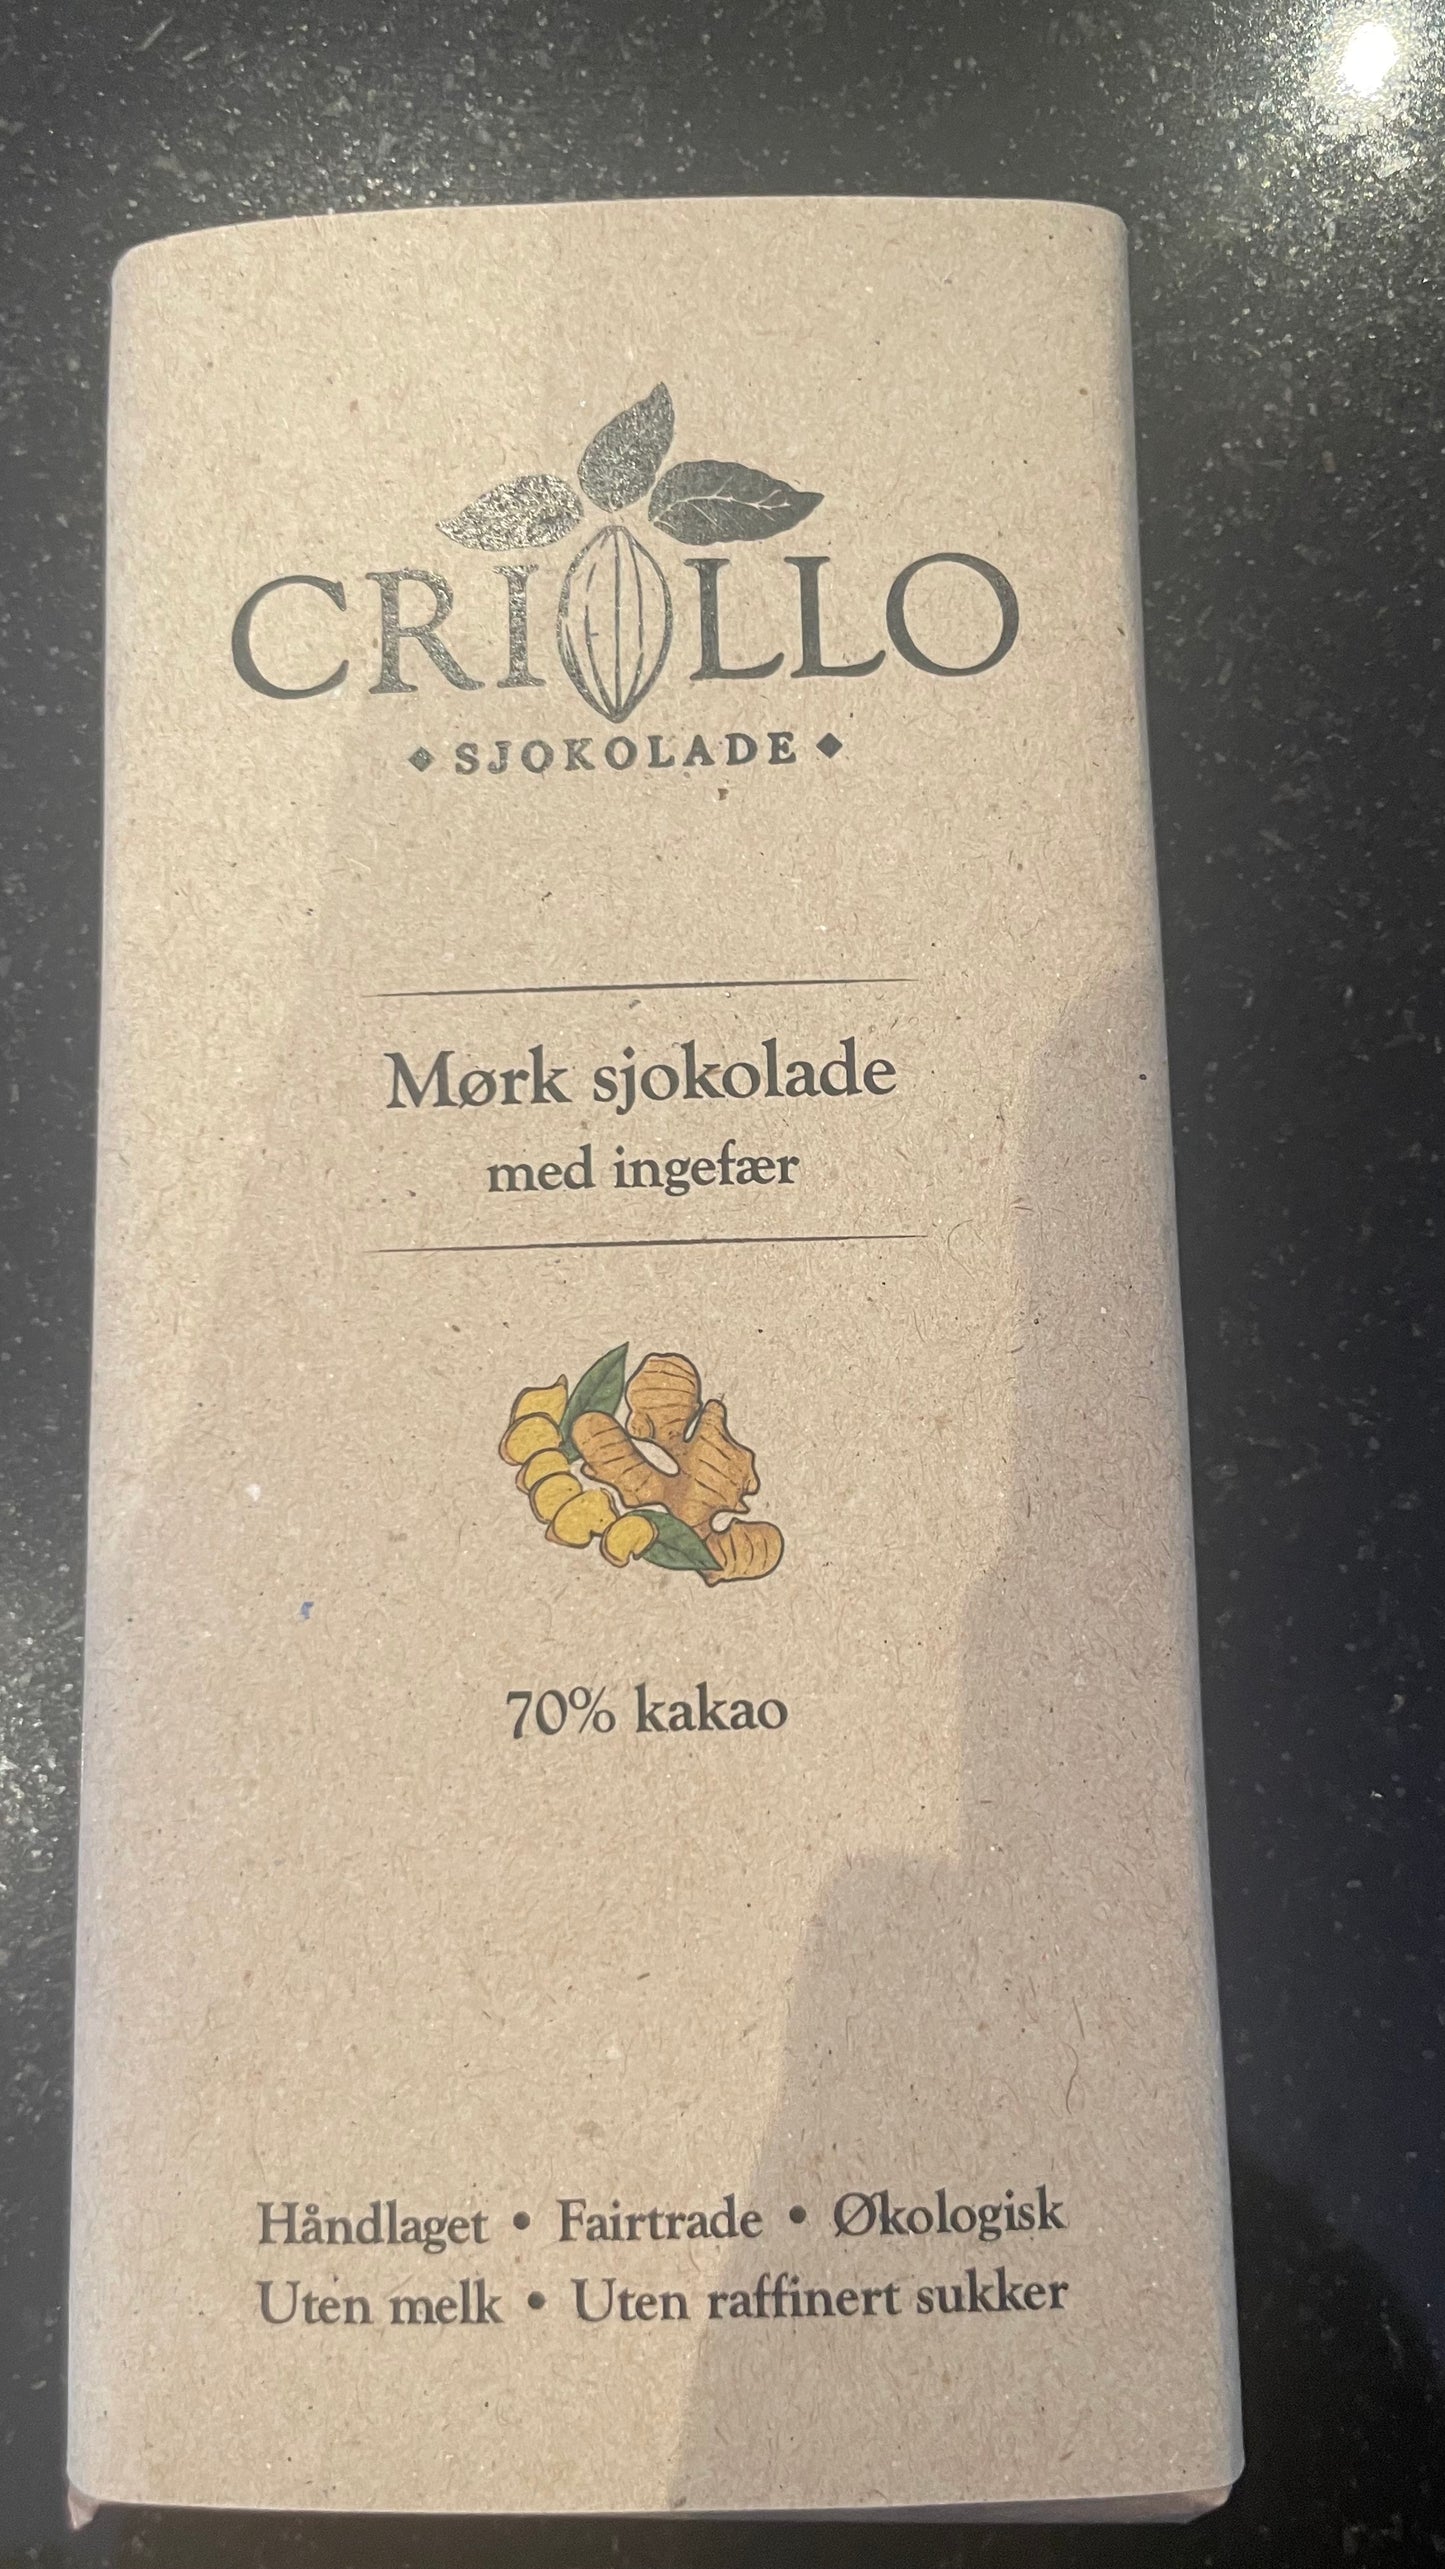 CRIOLLO
◆ SJOKOLADE ◆
Mørk sjokolade
med ingefær
70% kakao
Håndlaget • Fairtrade • Økologisk
Uten melk • Uten raffinert sukker